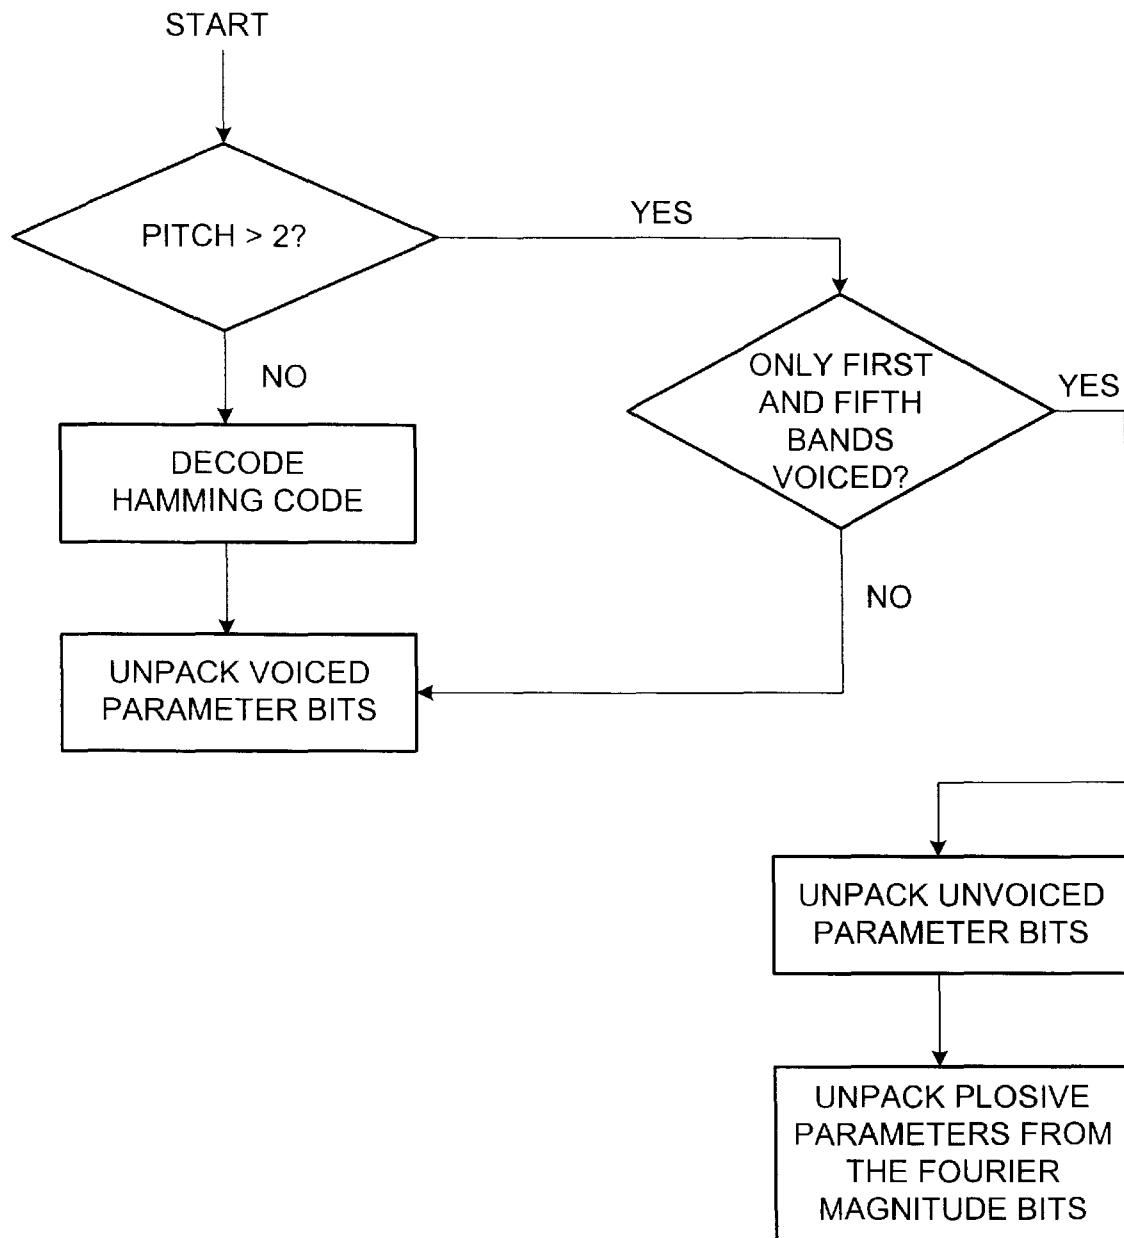 START
PITCH > 2?
YES
NO
ONLY FIRST
AND FIFTH
BANDS
VOICED?
YES
DECODE
HAMMING CODE
NO
UNPACK VOICED
PARAMETER BITS
UNPACK UNVOICED
PARAMETER BITS
UNPACK PLOSIVE
PARAMETERS FROM
THE FOURIER
MAGNITUDE BITS